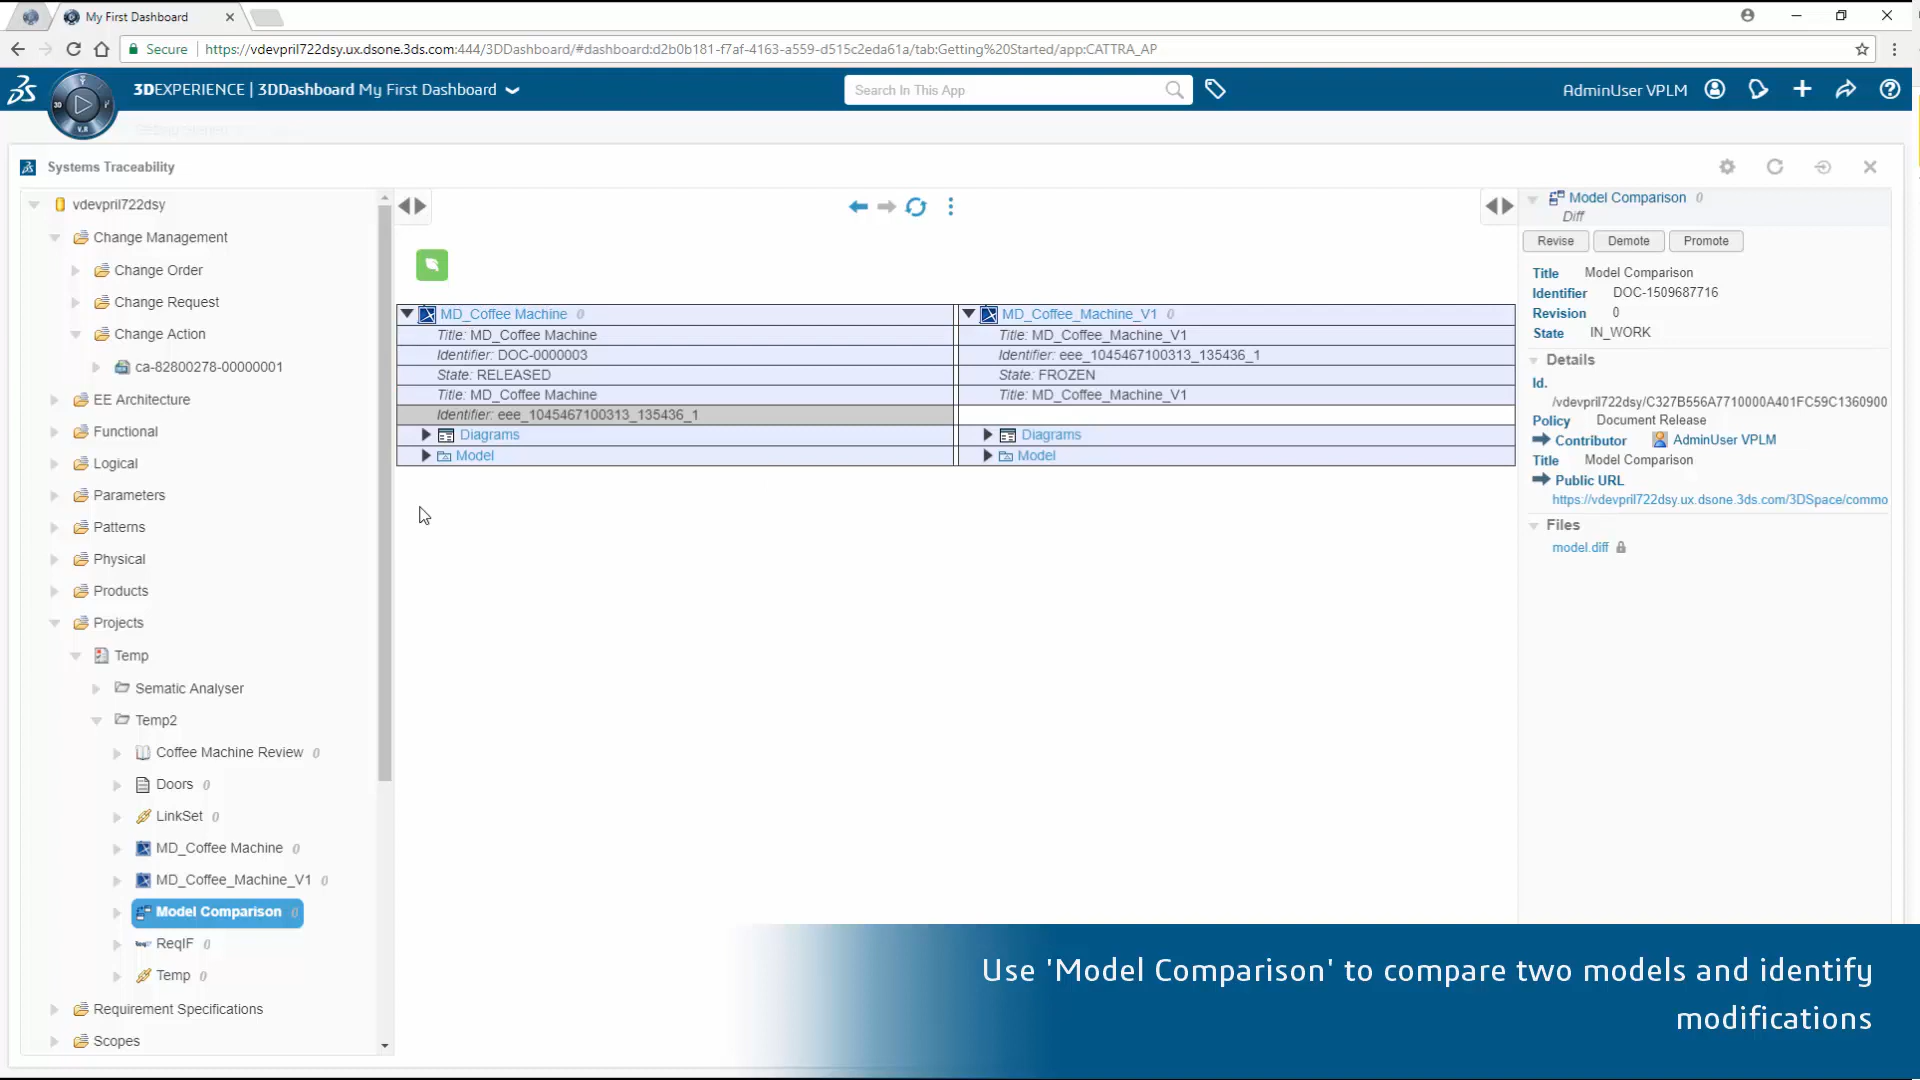 My First Dashboard
Secure https://vdevpril722dsy.ux.dsone.3ds.com:444/3DDashboard/#dashboard:d2b0b181-f7af-4163-a559-d515c2eda61a/tab:Getting%20Started/app:CATTRA_AP
3DEXPERIENCE | 3DDashboard My First Dashboard
Search In This App
AdminUser VPLM
3D
V.R
Systems Traceability
vdevpril722dsy
Change Management
Change Order
Change Request
Change Action
ca-82800278-00000001
EE Architecture
Functional
Logical
Parameters
Patterns
Physical
Products
Projects
Temp
Sematic Analyser
Temp2
Coffee Machine Review 0
Doors 0
LinkSet 0
MD_Coffee Machine 0
MD_Coffee_Machine_V1 0
Model Comparison 0
ReqIF 0
Temp 0
Requirement Specifications
Scopes
MD_Coffee Machine 0
Title: MD_Coffee Machine
Identifier: DOC-0000003
State: RELEASED
Title: MD_Coffee Machine
Identifier: eee_1045467100313_135436_1
Diagrams
Model
MD_Coffee_Machine_V1 0
Title: MD_Coffee_Machine_V1
Identifier: eee_1045467100313_135436_1
State: FROZEN
Title: MD_Coffee_Machine_V1
Diagrams
Model
Model Comparison 0
Diff
Revise Demote Promote
Title Model Comparison
Identifier DOC-1509687716
Revision 0
State IN_WORK
Details
Id.
/vdevpril722dsy/C327B556A7710000A401FC59C1360900
Policy Document Release
Contributor AdminUser VPLM
Title Model Comparison
Public URL
https://vdevpril722dsy.ux.dsone.3ds.com/3DSpace/commo
Files
model.diff
Use 'Model Comparison' to compare two models and identify
modifications